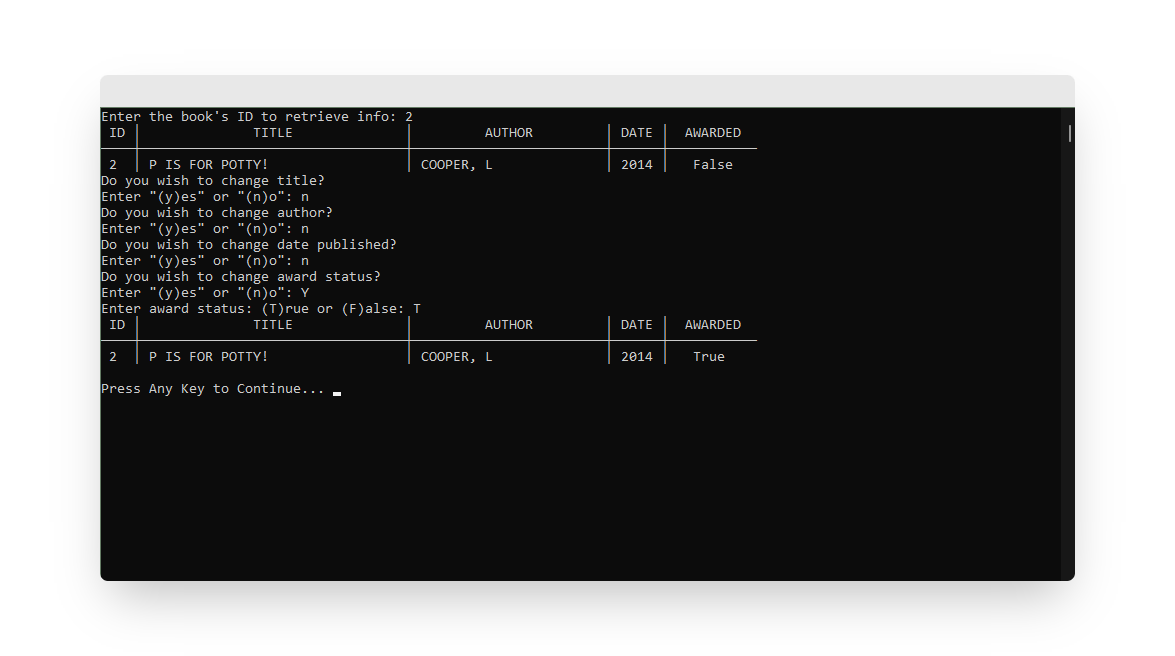 Enter the book's ID to retrieve info: 2
ID TITLE AUTHOR DATE AWARDED
2 P IS FOR POTTY! COOPER, L 2014 False
Do you wish to change title?
Enter "(y)es" or "(n)o": n
Do you wish to change author?
Enter "(y)es" or "(n)o": n
Do you wish to change date published?
Enter "(y)es" or "(n)o": n
Do you wish to change award status?
Enter "(y)es" or "(n)o": Y
Enter award status: (T)rue or (F)alse: T
ID TITLE AUTHOR DATE AWARDED
2 P IS FOR POTTY! COOPER, L 2014 True
Press Any Key to Continue...